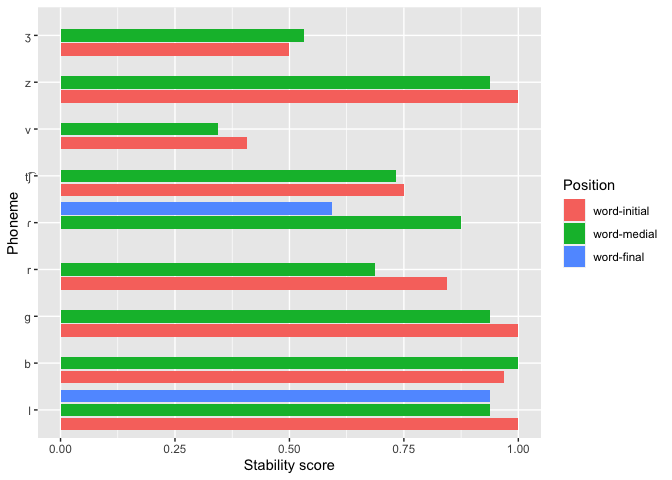 Phoneme
ʒ
z
v
tʃ͡
ɾ
r
g
b
l
0.00 0.25 0.50 0.75 1.00
Stability score
Position
word-initial
word-medial
word-final